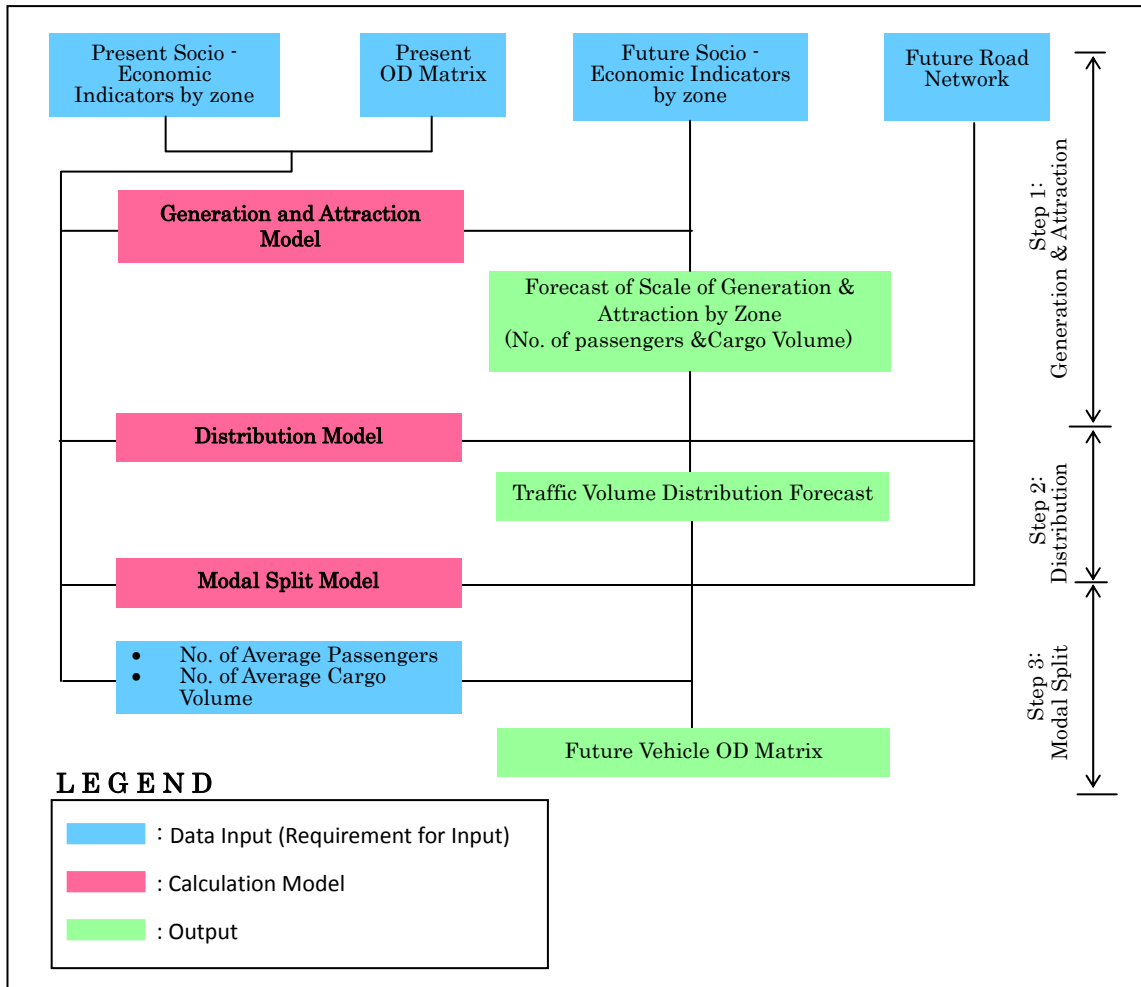 Present Socio -
Economic
Indicators by zone
Present
OD Matrix
Future Socio -
Economic Indicators
by zone
Future Road
Network
Generation and Attraction
Model
Forecast of Scale of Generation &
Attraction by Zone
(No. of passengers &Cargo Volume)
Step 1:
Generation & Attraction
Distribution Model
Traffic Volume Distribution Forecast
Step 2:
Distribution
Modal Split Model
• No. of Average Passengers
• No. of Average Cargo
Volume
Step 3:
Modal Split
Future Vehicle OD Matrix
LEGEND
: Data Input (Requirement for Input)
: Calculation Model
: Output